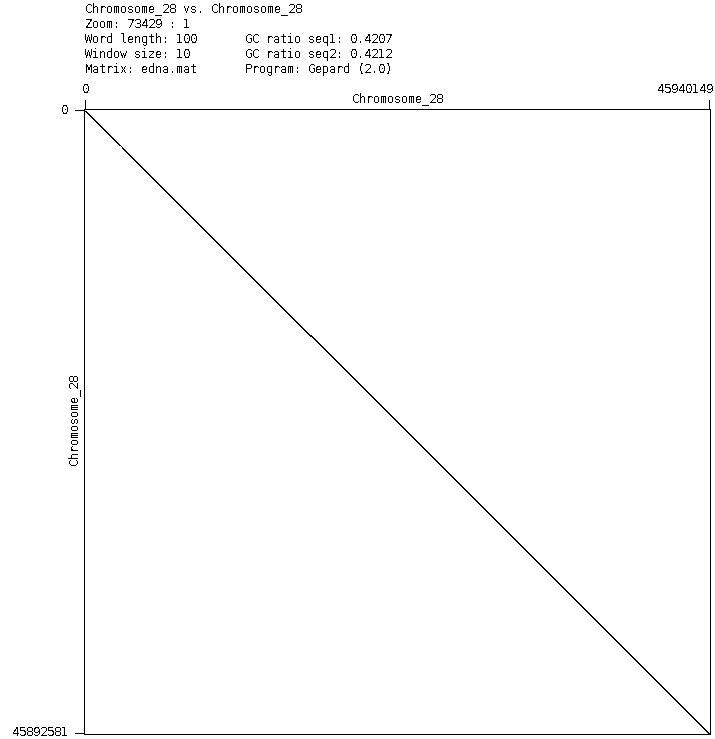 Chromosome_28 vs. Chromosome_28
Zoom: 73429 : 1
Word length: 100 GC ratio seq1: 0.4207
Window size: 10 GC ratio seq2: 0.4212
Matrix: edna.mat Program: Gepard (2.0)
0 45940149
Chromosome_28
0
Chromosome_28
45892581